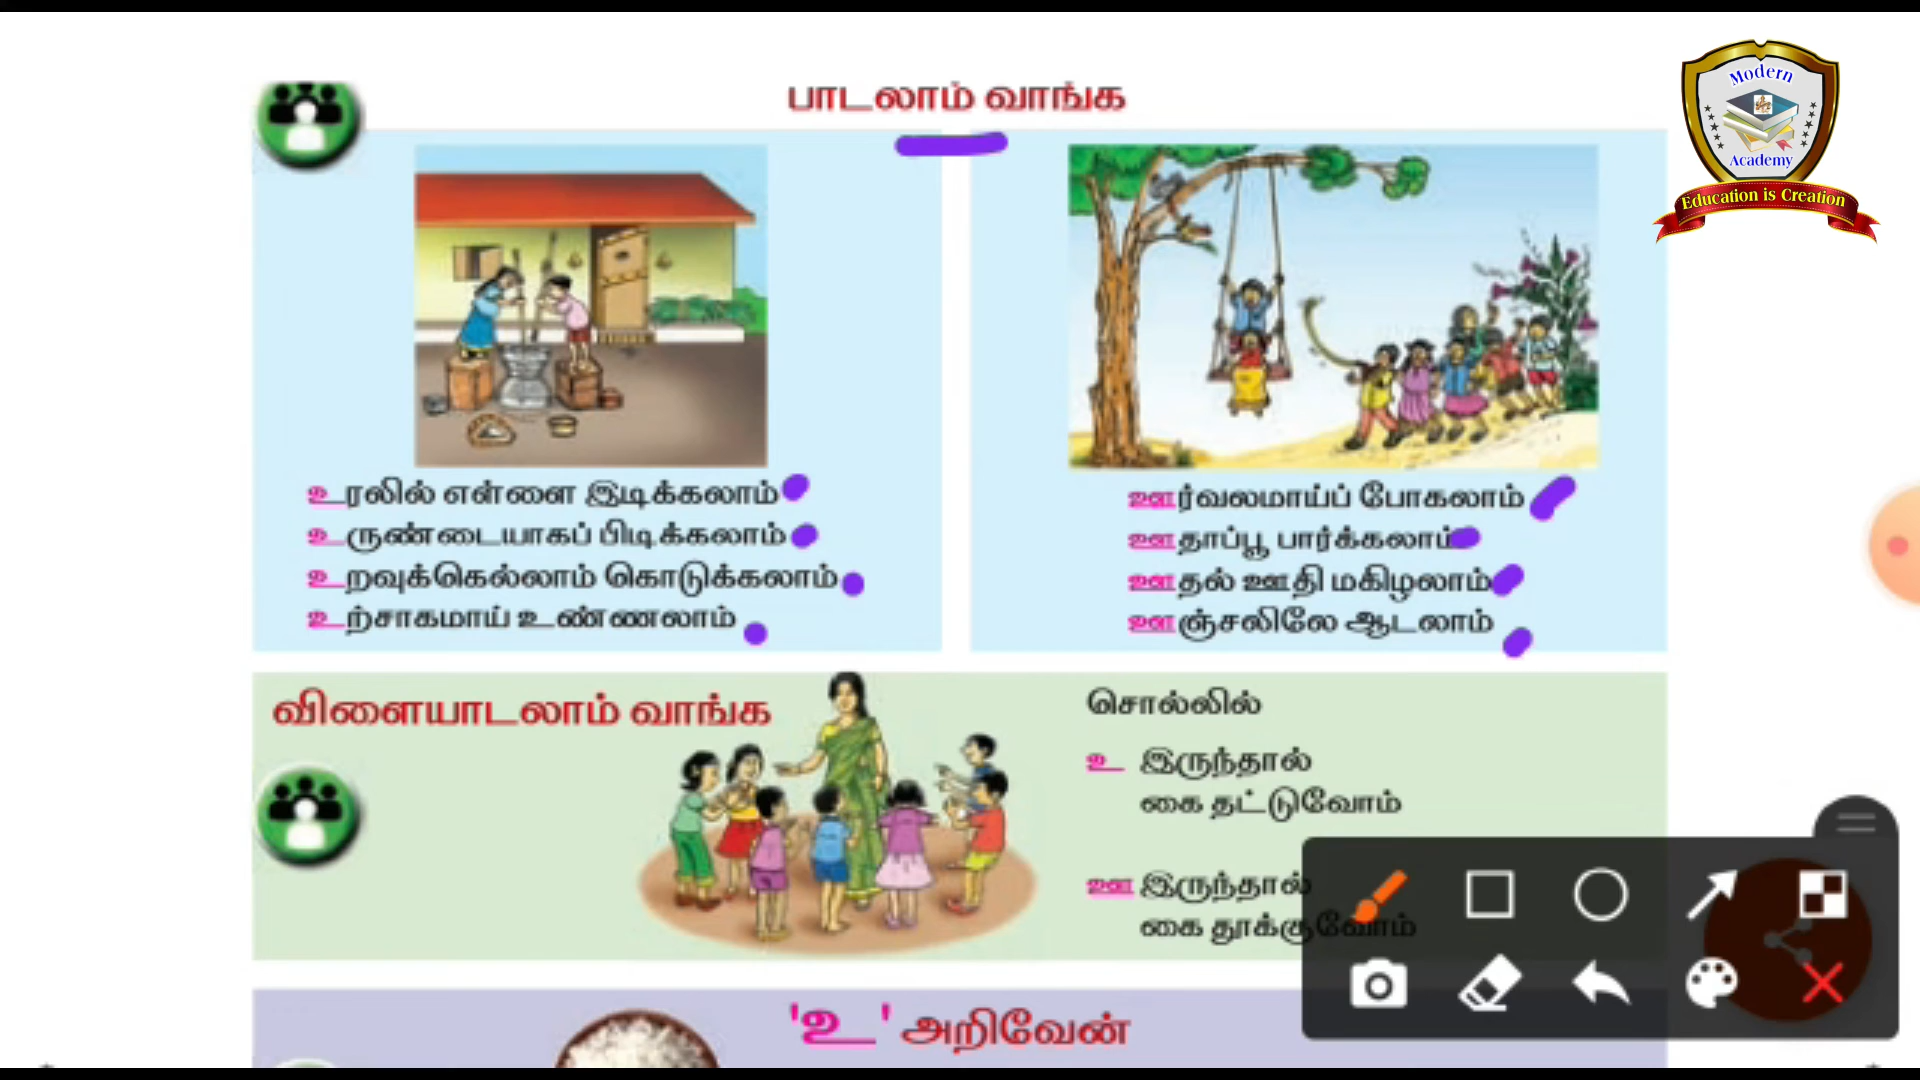 பாடலாம் வாங்க
உரலில் எள்ளை இடிக்கலாம்
உருண்டையாகப் பிடிக்கலாம்
உறவுக்கெல்லாம் கொடுக்கலாம்
உற்சாகமாய் உண்ணலாம்
ஊர்வலமாய்ப் போகலாம்
ஊதாப்பூ பார்க்கலாம்
ஊதல் ஊதி மகிழலாம்
ஊஞ்சலிலே ஆடலாம்
விளையாடலாம் வாங்க
சொல்லில்
உ இருந்தால்
கை தட்டுவோம்
ஊ இருந்தால்
கை தூக்குவோம்
'உ' அறிவேன்
Modern
Academy
Education is Creation